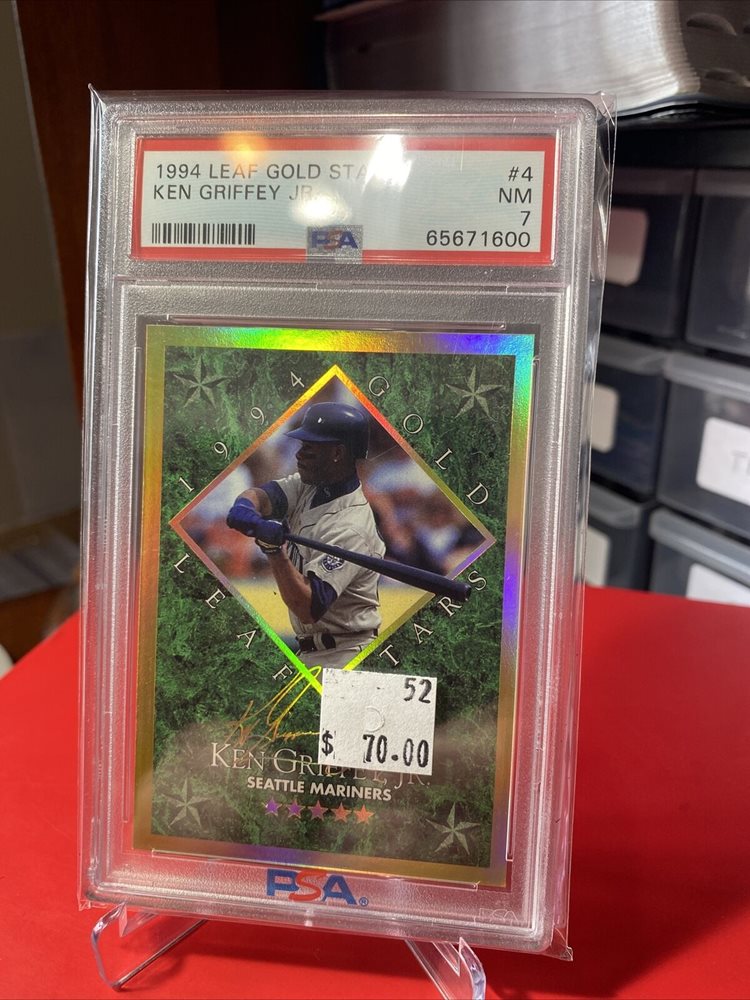 1994 LEAF GOLD STA #4
KEN GRIFFEY JR. NM
7
PSA 65671600
1994 GOLD
LEAF STARS
52
$ 70.00
KEN GRIFFEY JR.
SEATTLE MARINERS
PSA